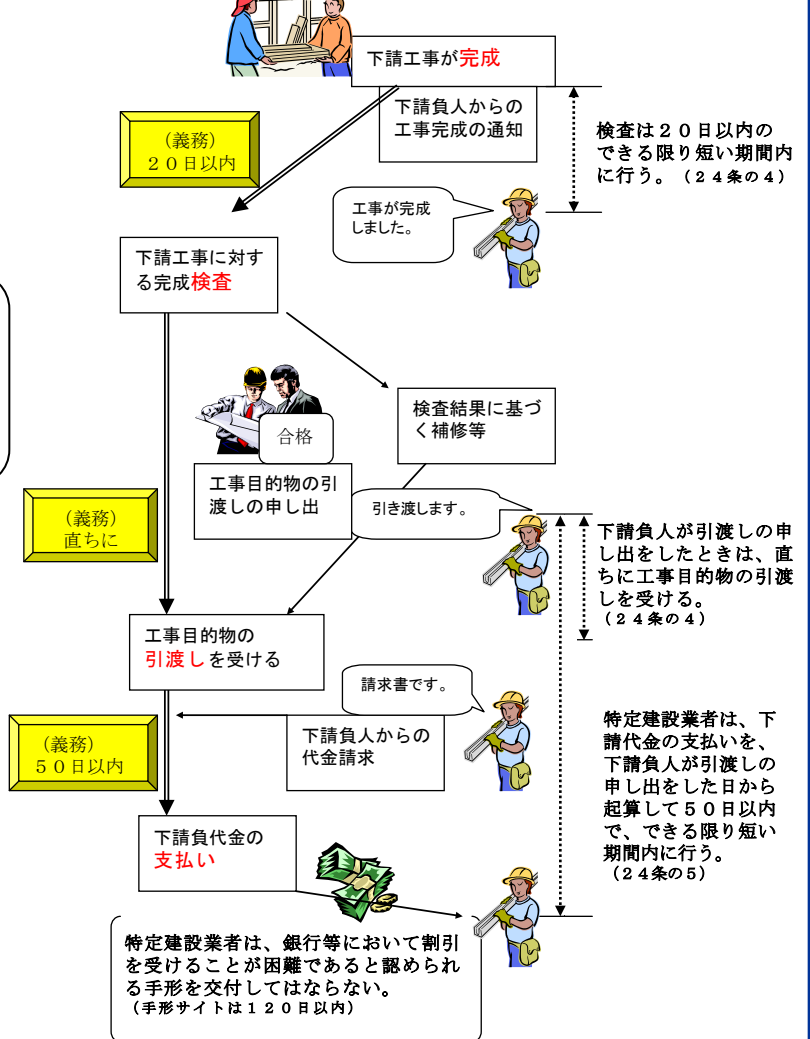 下請工事が完成
下請負人からの
工事完成の通知
(義務)
20日以内
検査は20日以内の
できる限り短い期間内
に行う。(24条の4)
工事が完成
しました。
下請工事に対す
る完成検査
検査結果に基づ
く補修等
合格
工事目的物の引
渡しの申し出
引き渡します。
(義務)
直ちに
下請負人が引渡しの申
し出をしたときは、直
ちに工事目的物の引渡
しを受ける。
(24条の4)
工事目的物の
引渡しを受ける
請求書です。
下請負人からの
代金請求
(義務)
50日以内
特定建設業者は、下
請代金の支払いを、
下請負人が引渡しの
申し出をした日から
起算して50日以内
で、できる限り短い
期間内に行う。
(24条の5)
下請負代金の
支払い
特定建設業者は、銀行等において割引
を受けることが困難であると認められ
る手形を交付してはならない。
(手形サイトは120日以内)